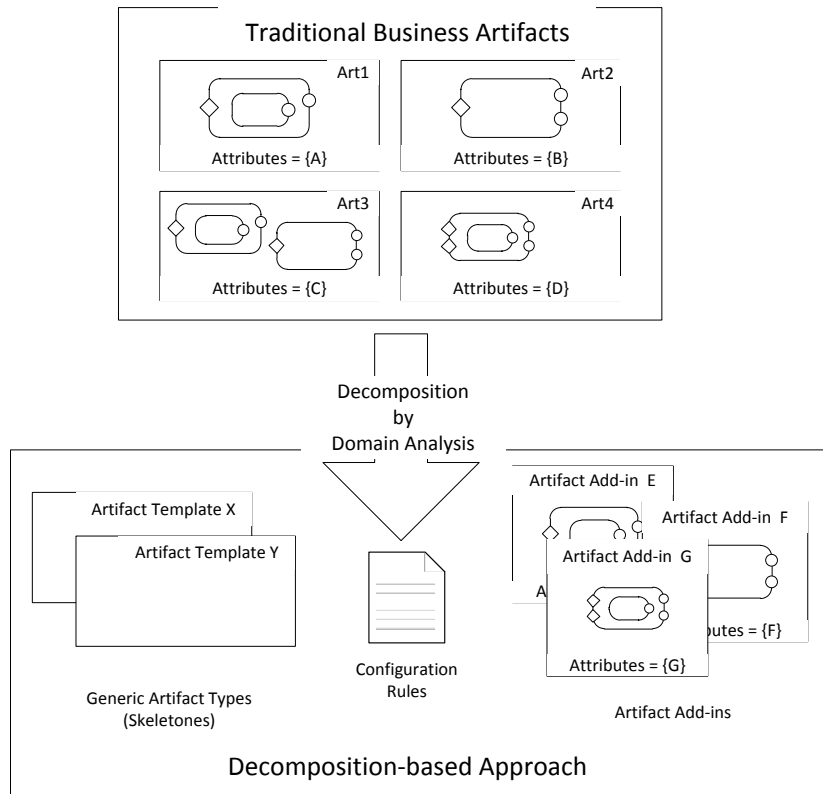 Traditional Business Artifacts
Art1
Attributes = {A}
Art2
Attributes = {B}
Art3
Attributes = {C}
Art4
Attributes = {D}
Decomposition
by
Domain Analysis
Artifact Template X
Artifact Template Y
Generic Artifact Types
(Skeletones)
Configuration
Rules
Artifact Add-in E
A
Artifact Add-in F
butes = {F}
Artifact Add-in G
Attributes = {G}
Artifact Add-ins
Decomposition-based Approach